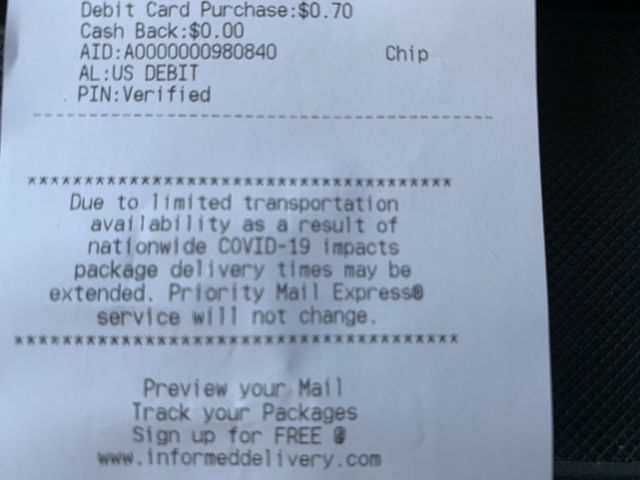 Debit Card Purchase:$0.70
Cash Back:$0.00
AID:A0000000980840 Chip
AL:US DEBIT
PIN:Verified
------------------------------------------
**************************************
Due to limited transportation
availability as a result of
nationwide COVID-19 impacts
package delivery times may be
extended. Priority Mail Express®
service will not change.
****************************************
Preview your Mail
Track your Packages
Sign up for FREE @
www.informeddelivery.com